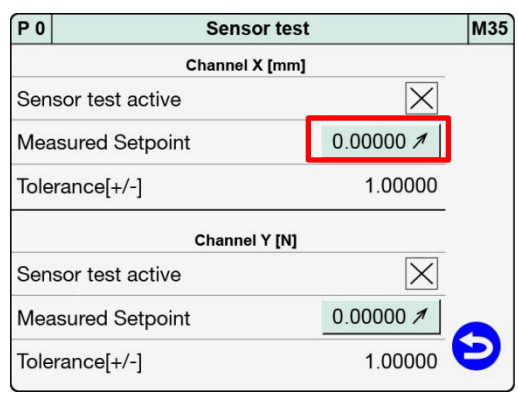 P 0 Sensor test M35
Channel X [mm]
Sensor test active
Measured Setpoint 0.00000
Tolerance[+/-] 1.00000
Channel Y [N]
Sensor test active
Measured Setpoint 0.00000
Tolerance[+/-] 1.00000